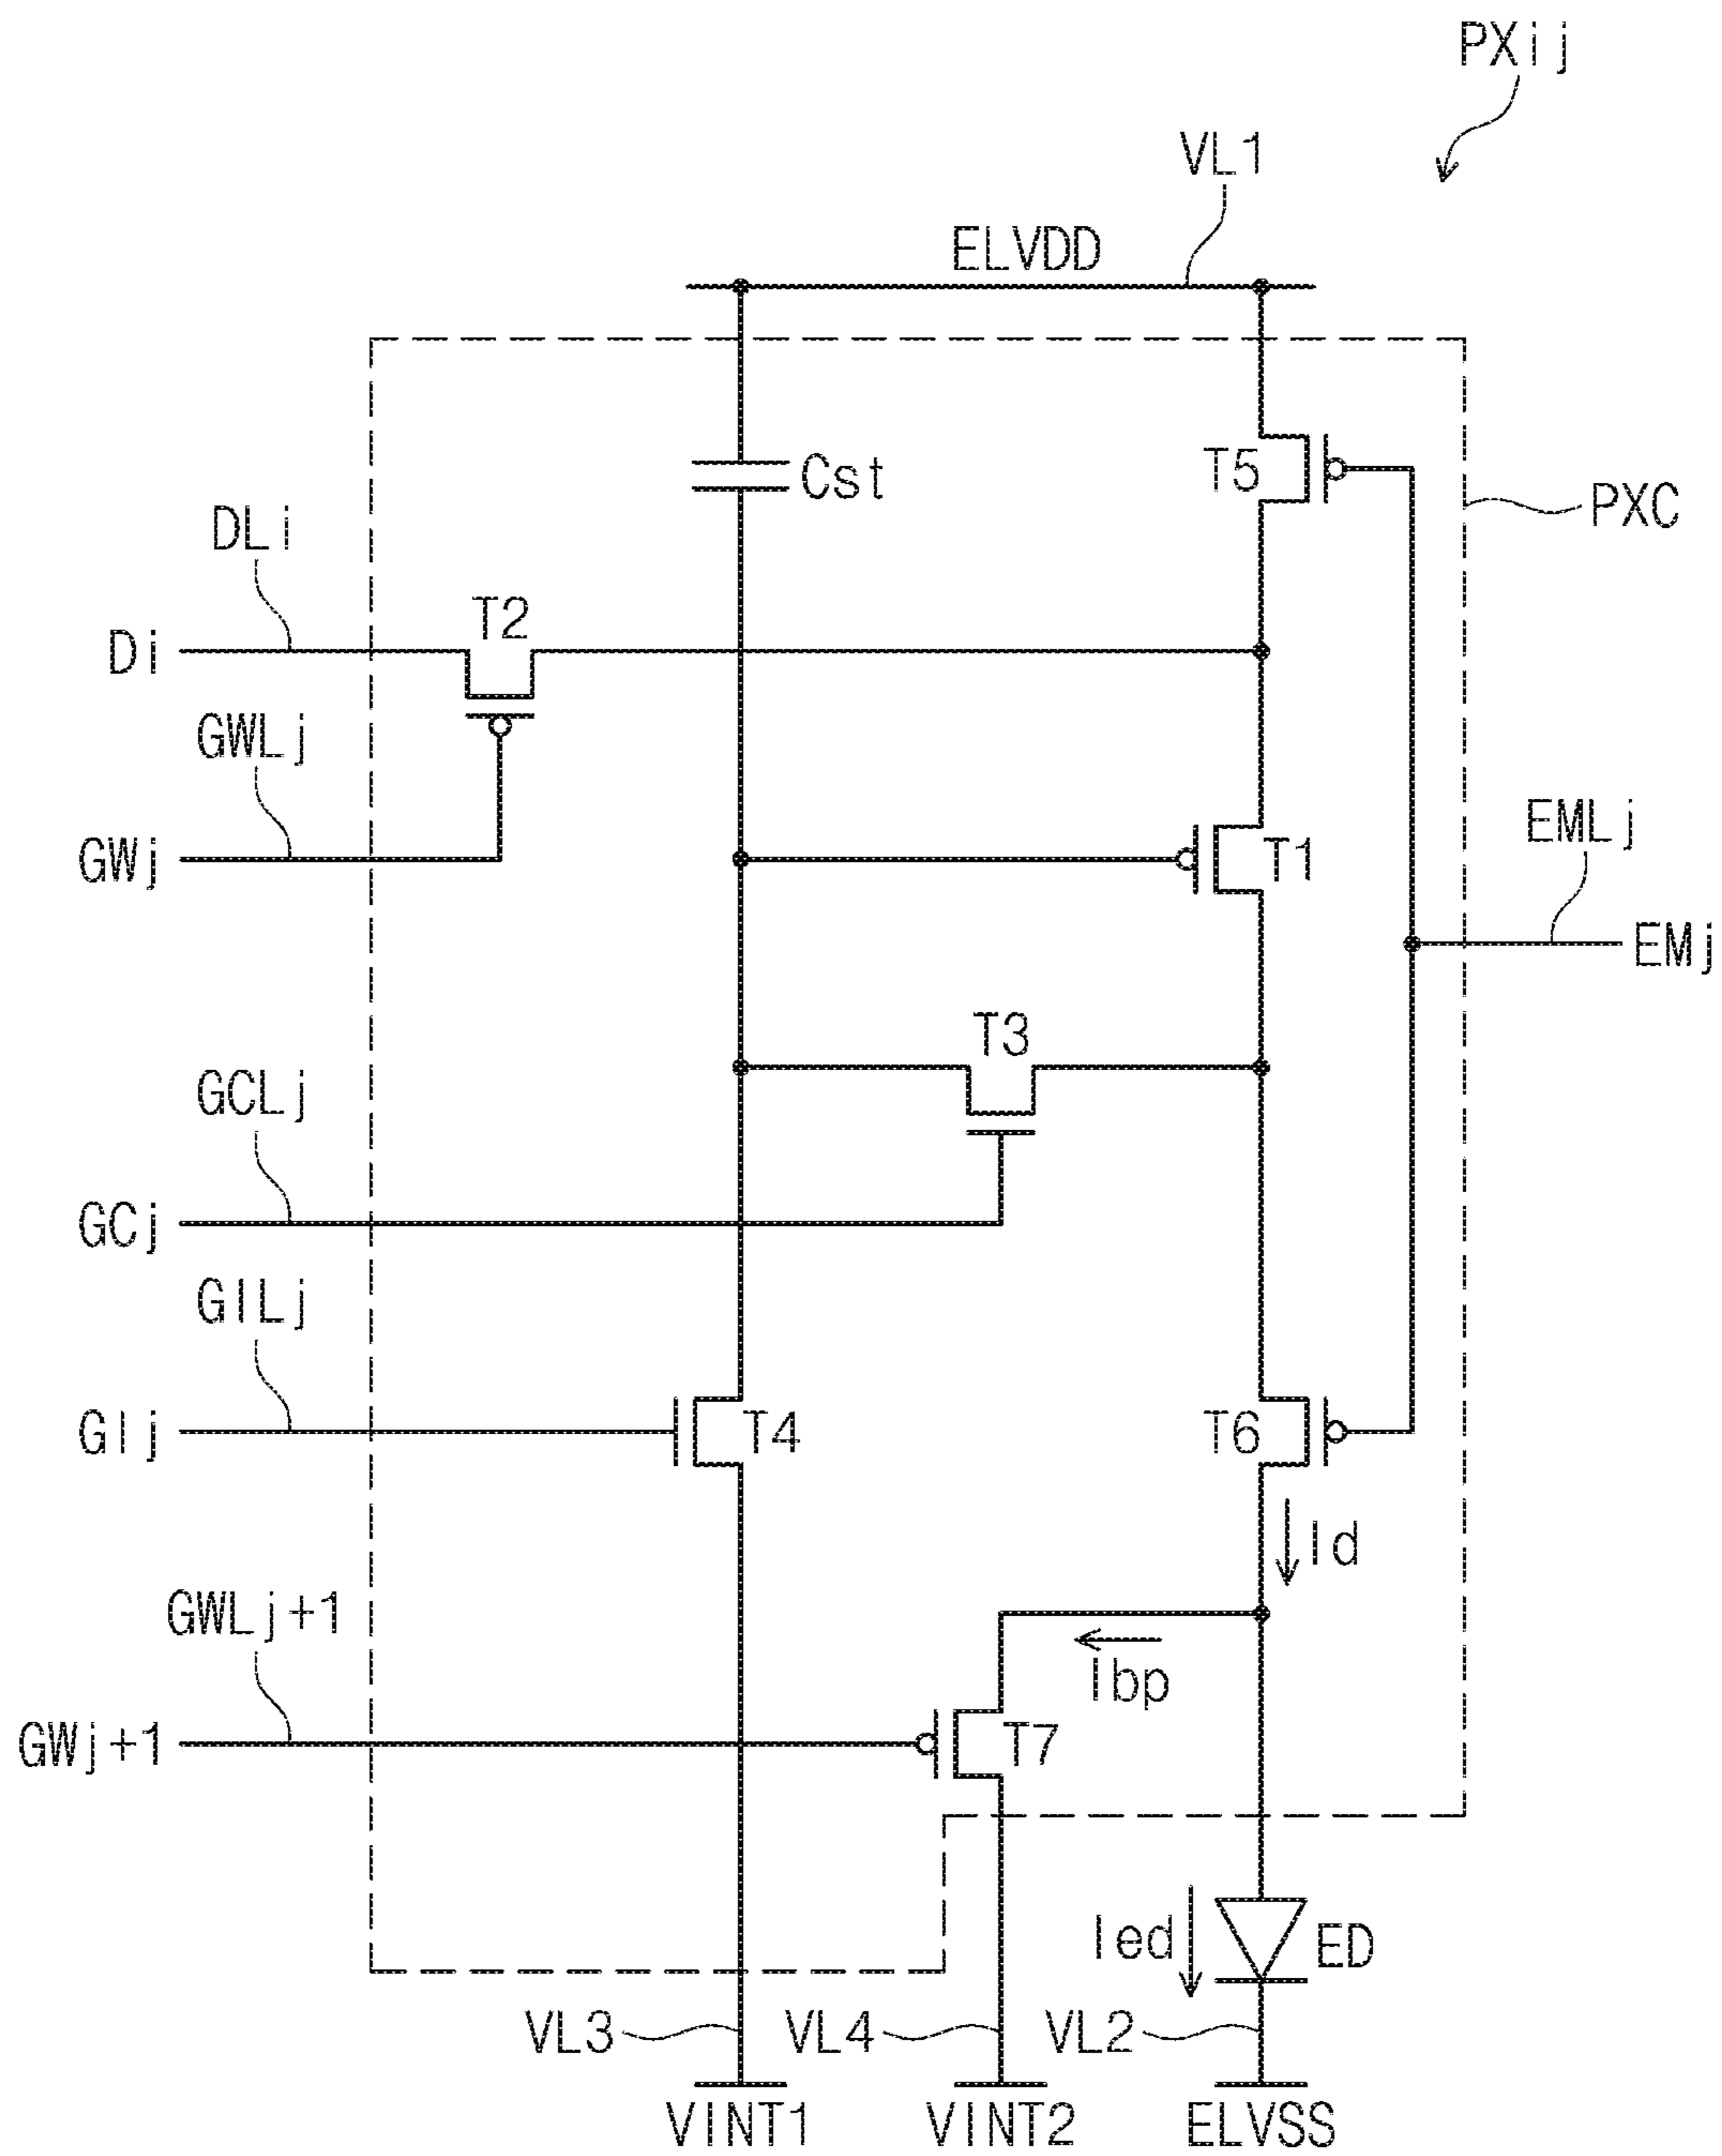 PXij
VL1
ELVDD
Cst
T5
PXC
DLi
T2
Di
GWLj
GWj
T1
EMLj
EMj
T3
GCLj
GCj
GILj
GIj
T4
T6
Id
GWLj+1
Ibp
GWj+1
T7
Ied
ED
VL3
VL4
VL2
VINT1
VINT2
ELVSS